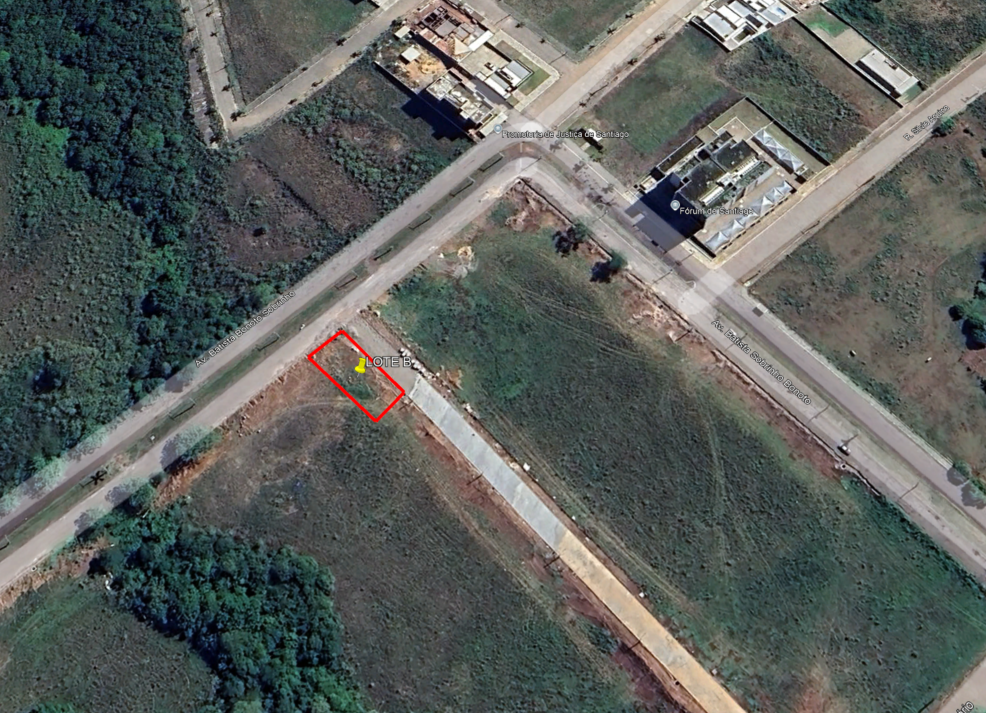 Promotoria de Justiça de Santiago
Fórum de Santiago
Av. Batista Bonoto Sobrinho
LOTE B
Av. Batista Sobrinho Bonoto